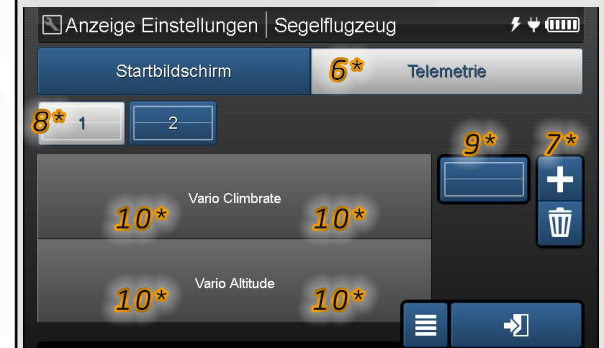 Anzeige Einstellungen | Segelflugzeug
Startbildschirm 6* Telemetrie
8* 1 2
9* 7*
Vario Climbrate
10* 10*
Vario Altitude
10* 10*